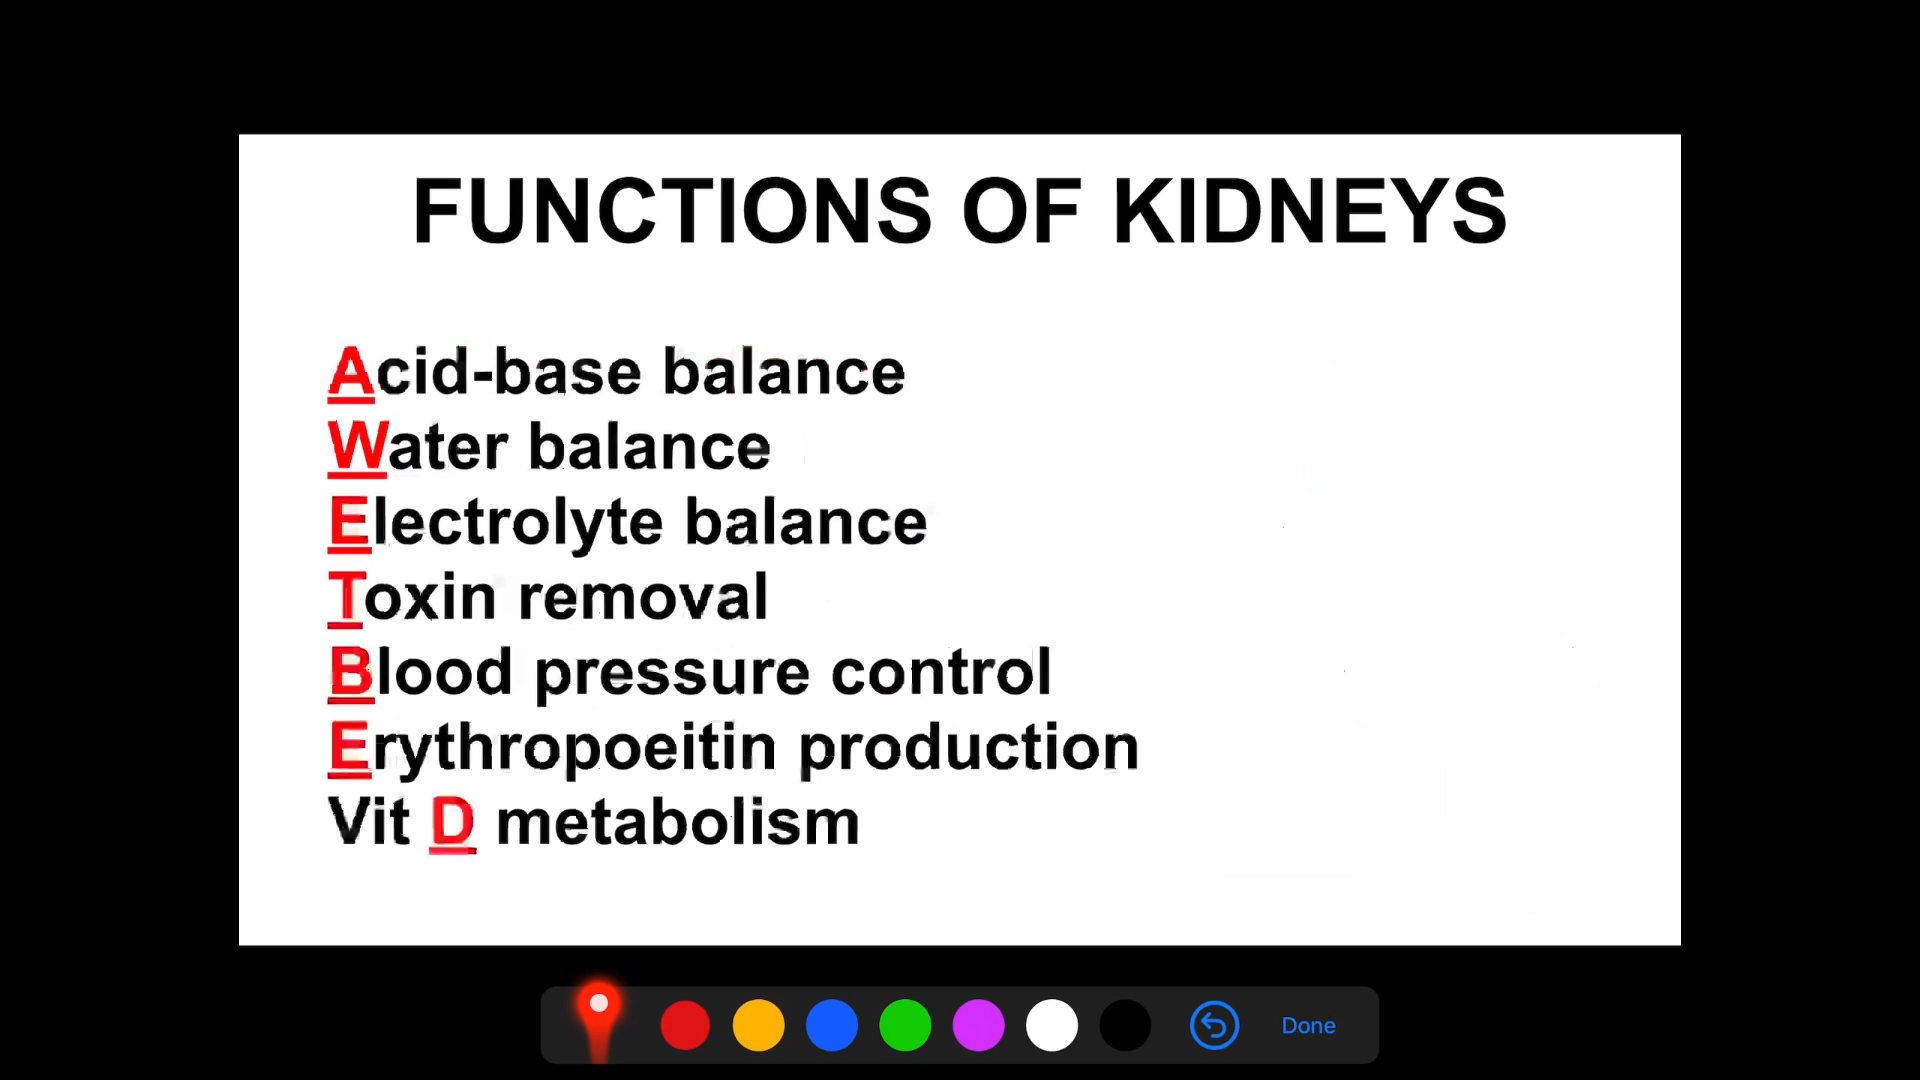 FUNCTIONS OF KIDNEYS
Acid-base balance
Water balance
Electrolyte balance
Toxin removal
Blood pressure control
Erythropoeitin production
Vit D metabolism
Done